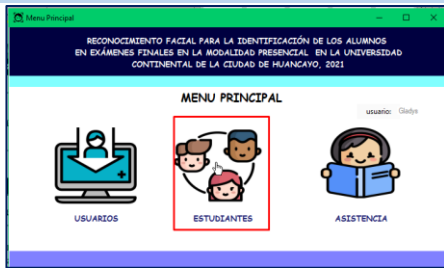 Menu Principal
RECONOCIMIENTO FACIAL PARA LA IDENTIFICACIÓN DE LOS ALUMNOS
EN EXÁMENES FINALES EN LA MODALIDAD PRESENCIAL EN LA UNIVERSIDAD
CONTINENTAL DE LA CIUDAD DE HUANCAYO, 2021
MENU PRINCIPAL
usuario: Gladys
USUARIOS
ESTUDIANTES
ASISTENCIA